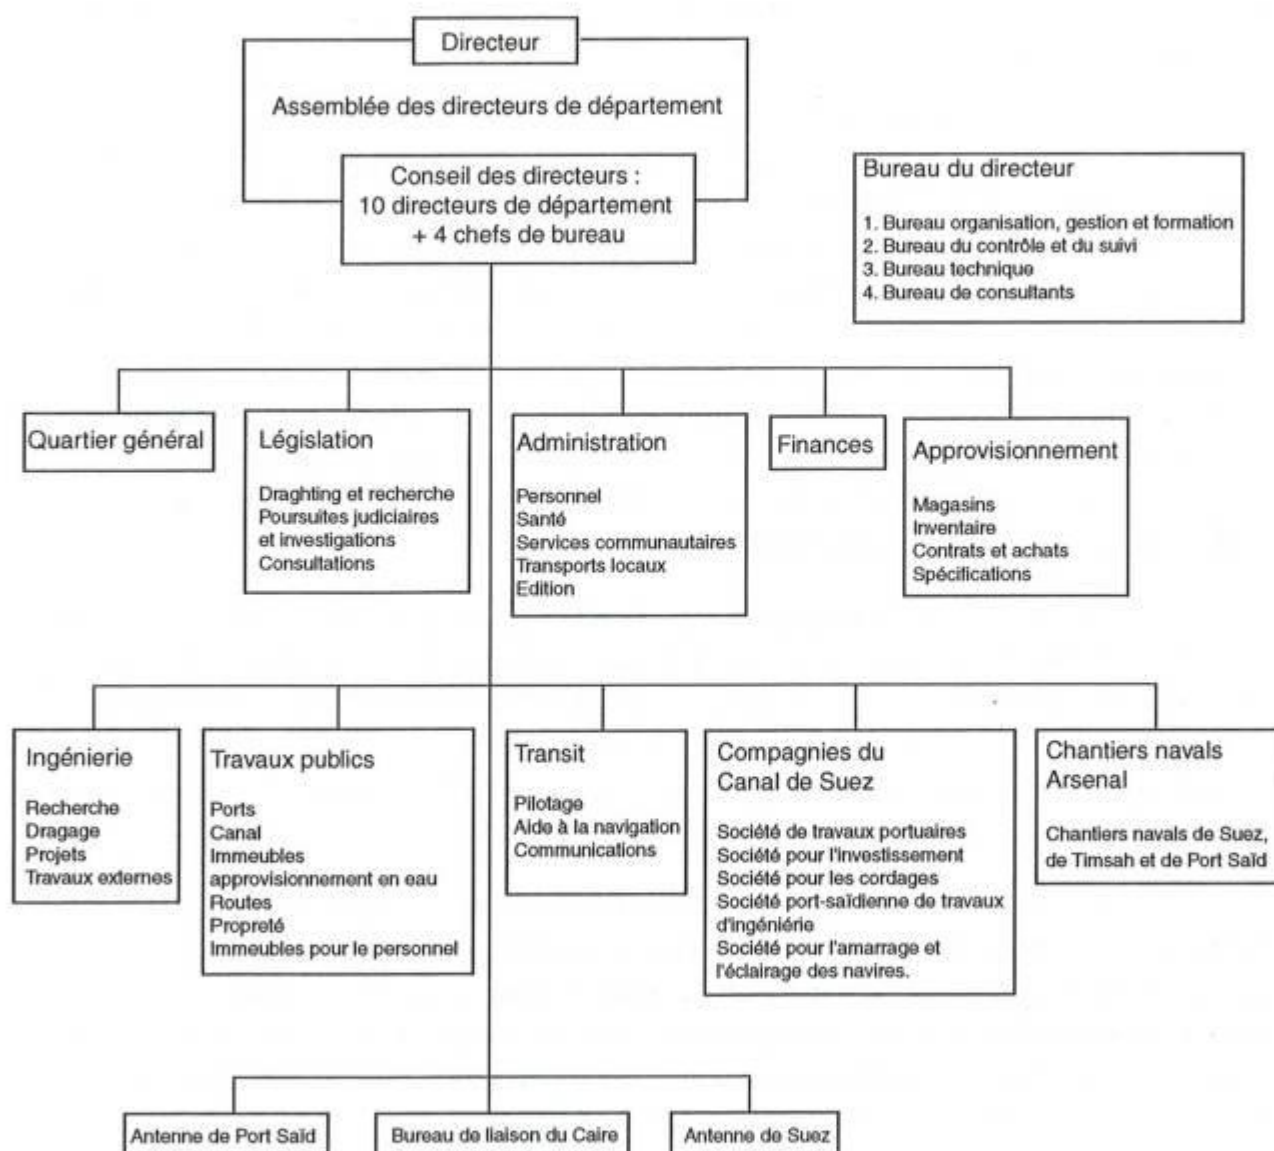 Directeur
Assemblée des directeurs de département
Conseil des directeurs :
10 directeurs de département
+ 4 chefs de bureau
Bureau du directeur
1. Bureau organisation, gestion et formation
2. Bureau du contrôle et du suivi
3. Bureau technique
4. Bureau de consultants
Quartier général
Législation
Draghting et recherche
Poursuites judiciaires
et investigations
Consultations
Administration
Personnel
Santé
Services communautaires
Transports locaux
Edition
Finances
Approvisionnement
Magasins
Inventaire
Contrats et achats
Spécifications
Ingénierie
Recherche
Dragage
Projets
Travaux externes
Travaux publics
Ports
Canal
Immeubles
approvisionnement en eau
Routes
Propreté
Immeubles pour le personnel
Transit
Pilotage
Aide à la navigation
Communications
Compagnies du
Canal de Suez
Société de travaux portuaires
Société pour l'investissement
Société pour les cordages
Société port-saïdienne de travaux
d'ingéniérie
Société pour l'amarrage et
l'éclairage des navires.
Chantiers navals
Arsenal
Chantiers navals de Suez,
de Timsah et de Port Saïd
Antenne de Port Saïd
Bureau de liaison du Caire
Antenne de Suez